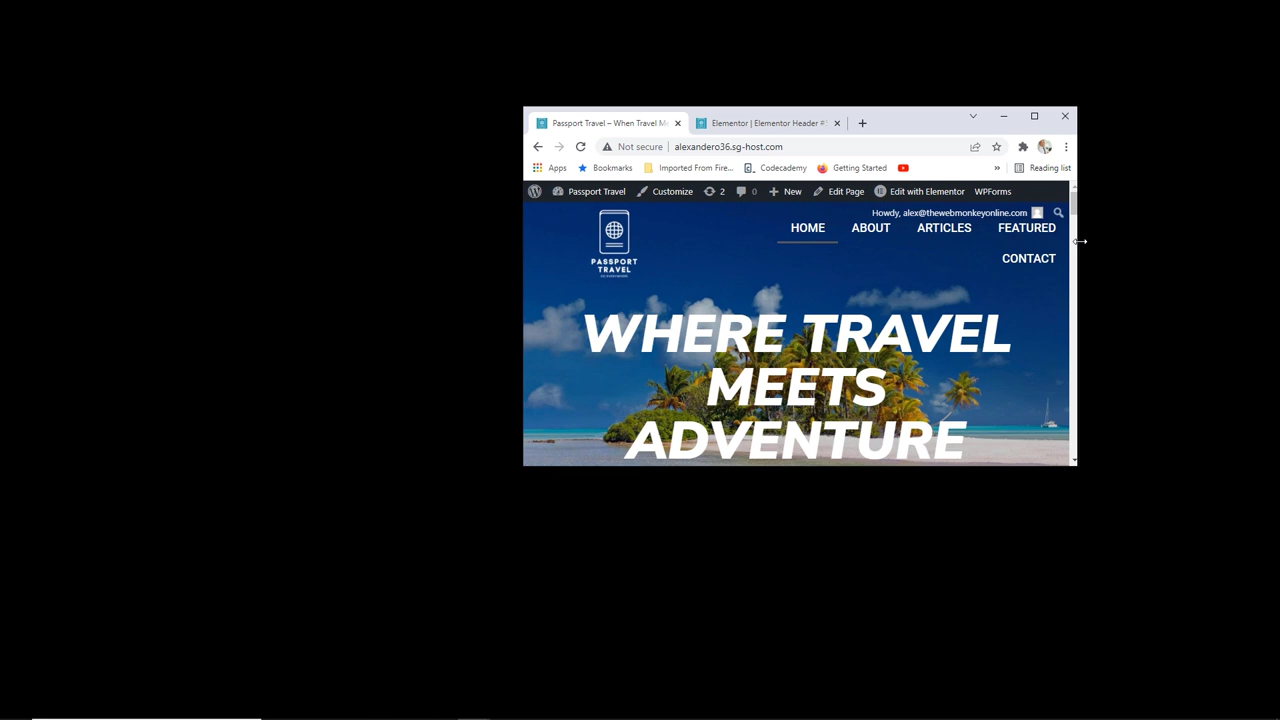 Passport Travel – When Travel M
Elementor | Elementor Header #
Not secure
alexandero36.sg-host.com
Apps
Bookmarks
Imported From Fire...
Codecademy
Getting Started
»
Reading list
Passport Travel
Customize
2
0
New
Edit Page
Edit with Elementor
WPForms
Howdy, alex@thewebmonkeyonline.com
PASSPORT
TRAVEL
HOME
ABOUT
ARTICLES
FEATURED
CONTACT
WHERE TRAVEL
MEETS
ADVENTURE